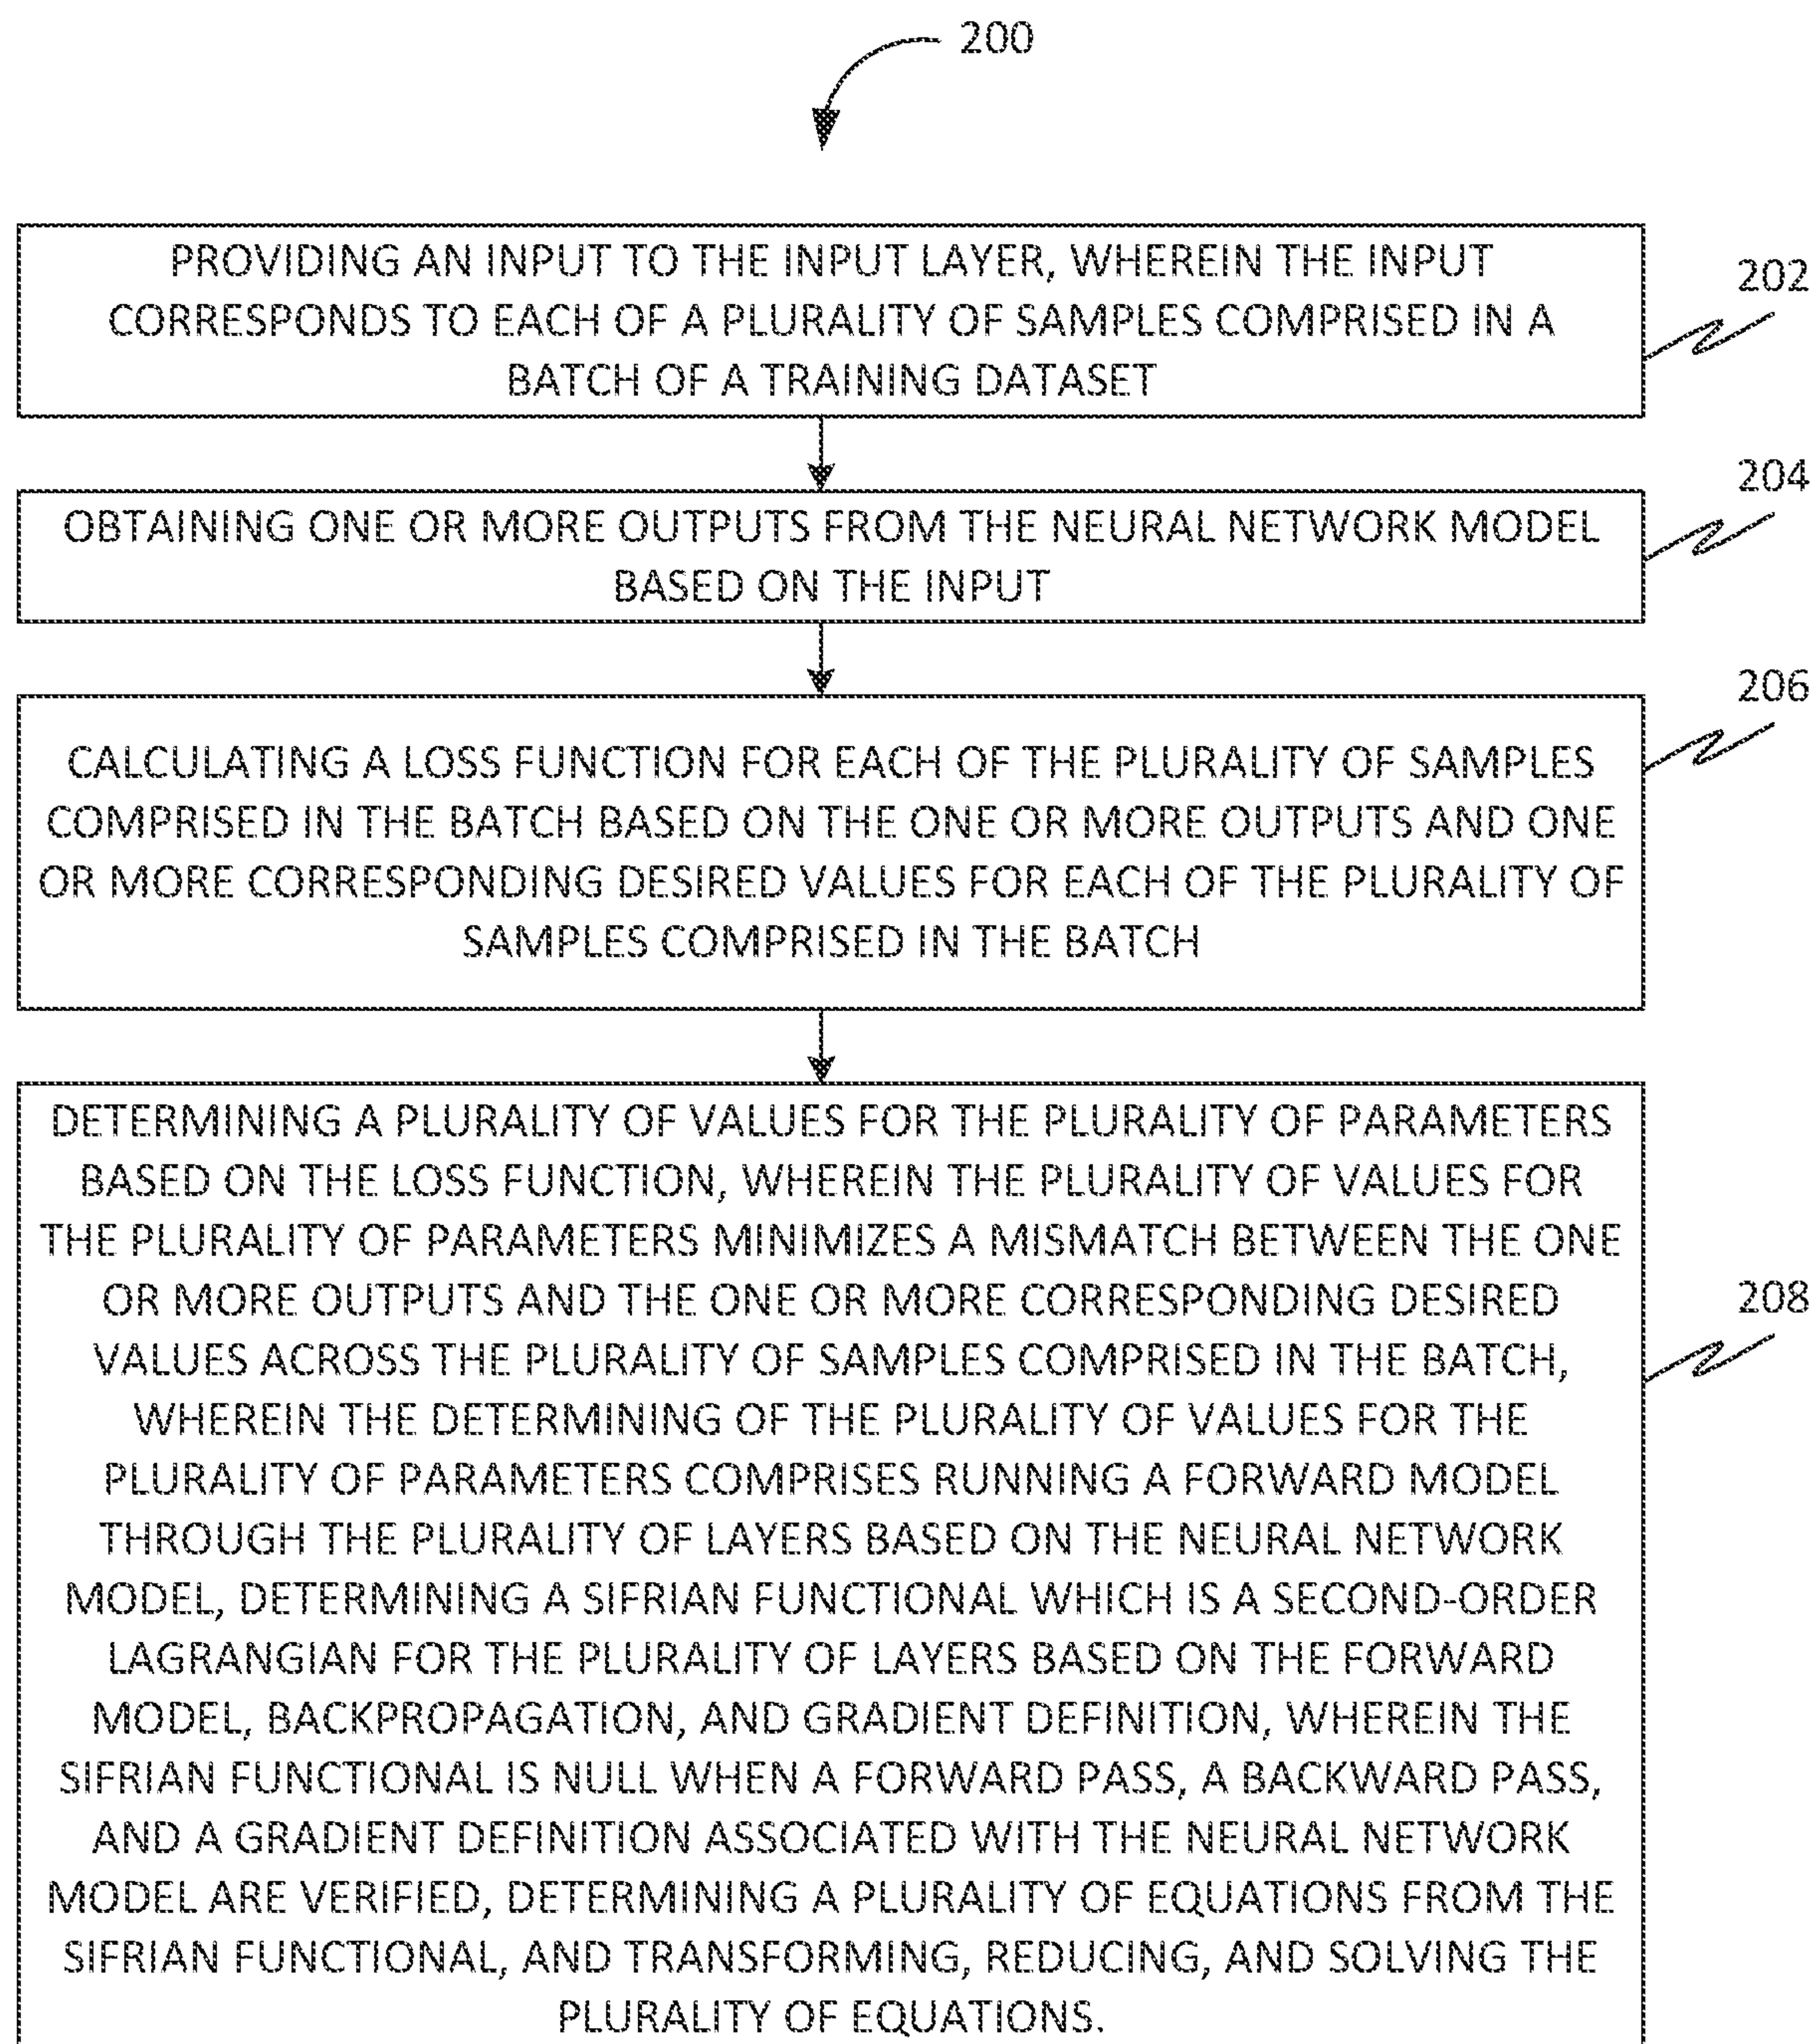 200
PROVIDING AN INPUT TO THE INPUT LAYER, WHEREIN THE INPUT
CORRESPONDS TO EACH OF A PLURALITY OF SAMPLES COMPRISED IN A
BATCH OF A TRAINING DATASET
202
OBTAINING ONE OR MORE OUTPUTS FROM THE NEURAL NETWORK MODEL
BASED ON THE INPUT
204
CALCULATING A LOSS FUNCTION FOR EACH OF THE PLURALITY OF SAMPLES
COMPRISED IN THE BATCH BASED ON THE ONE OR MORE OUTPUTS AND ONE
OR MORE CORRESPONDING DESIRED VALUES FOR EACH OF THE PLURALITY OF
SAMPLES COMPRISED IN THE BATCH
206
DETERMINING A PLURALITY OF VALUES FOR THE PLURALITY OF PARAMETERS
BASED ON THE LOSS FUNCTION, WHEREIN THE PLURALITY OF VALUES FOR
THE PLURALITY OF PARAMETERS MINIMIZES A MISMATCH BETWEEN THE ONE
OR MORE OUTPUTS AND THE ONE OR MORE CORRESPONDING DESIRED
VALUES ACROSS THE PLURALITY OF SAMPLES COMPRISED IN THE BATCH,
WHEREIN THE DETERMINING OF THE PLURALITY OF VALUES FOR THE
PLURALITY OF PARAMETERS COMPRISES RUNNING A FORWARD MODEL
THROUGH THE PLURALITY OF LAYERS BASED ON THE NEURAL NETWORK
MODEL, DETERMINING A SIFRIAN FUNCTIONAL WHICH IS A SECOND-ORDER
LAGRANGIAN FOR THE PLURALITY OF LAYERS BASED ON THE FORWARD
MODEL, BACKPROPAGATION, AND GRADIENT DEFINITION, WHEREIN THE
SIFRIAN FUNCTIONAL IS NULL WHEN A FORWARD PASS, A BACKWARD PASS,
AND A GRADIENT DEFINITION ASSOCIATED WITH THE NEURAL NETWORK
MODEL ARE VERIFIED, DETERMINING A PLURALITY OF EQUATIONS FROM THE
SIFRIAN FUNCTIONAL, AND TRANSFORMING, REDUCING, AND SOLVING THE
PLURALITY OF EQUATIONS.
208